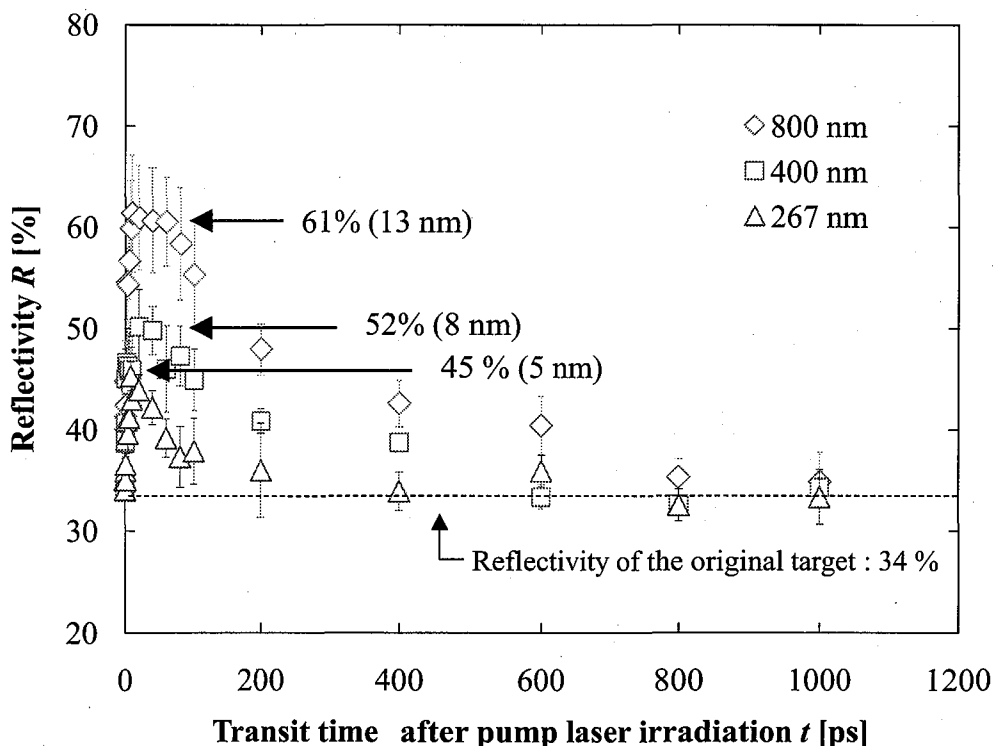 80
70
60
50
40
30
20
Reflectivity R [%]
800 nm
400 nm
267 nm
61% (13 nm)
52% (8 nm)
45 % (5 nm)
Reflectivity of the original target : 34 %
0 200 400 600 800 1000 1200
Transit time after pump laser irradiation t [ps]